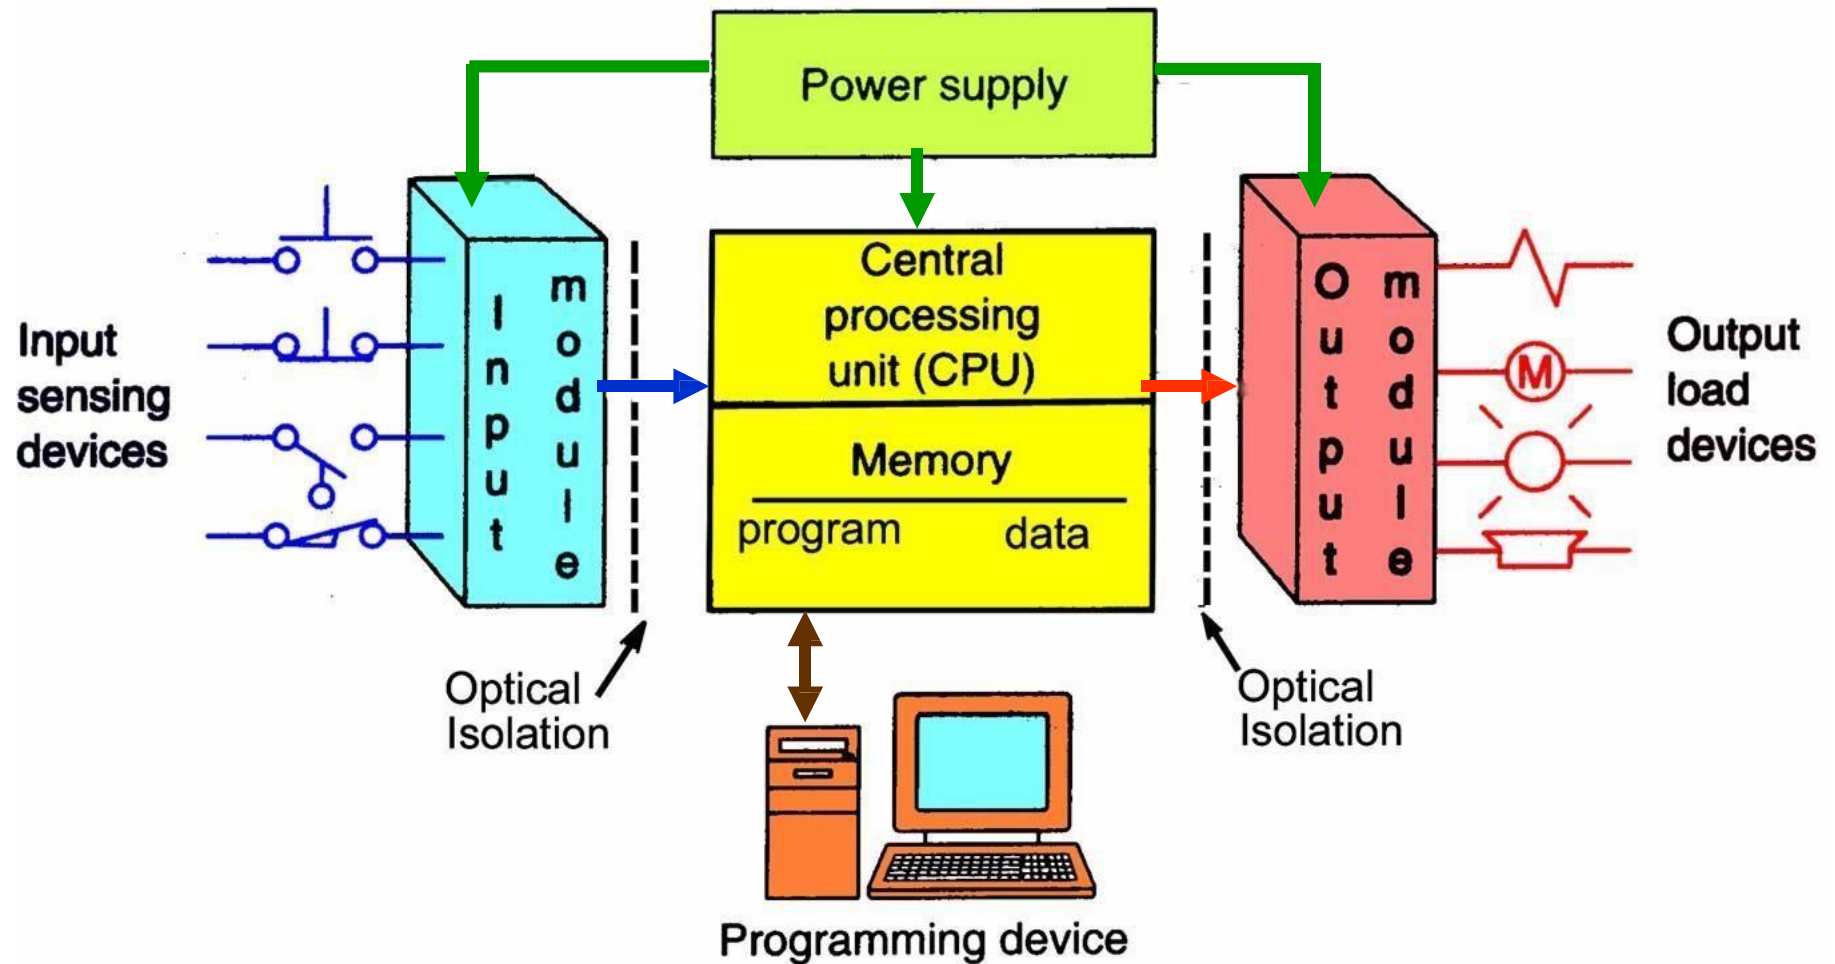 Power supply
Input
sensing
devices
Input
module
Central
processing
unit (CPU)
Memory
program data
Output
module
M
Output
load
devices
Optical
Isolation
Optical
Isolation
Programming device